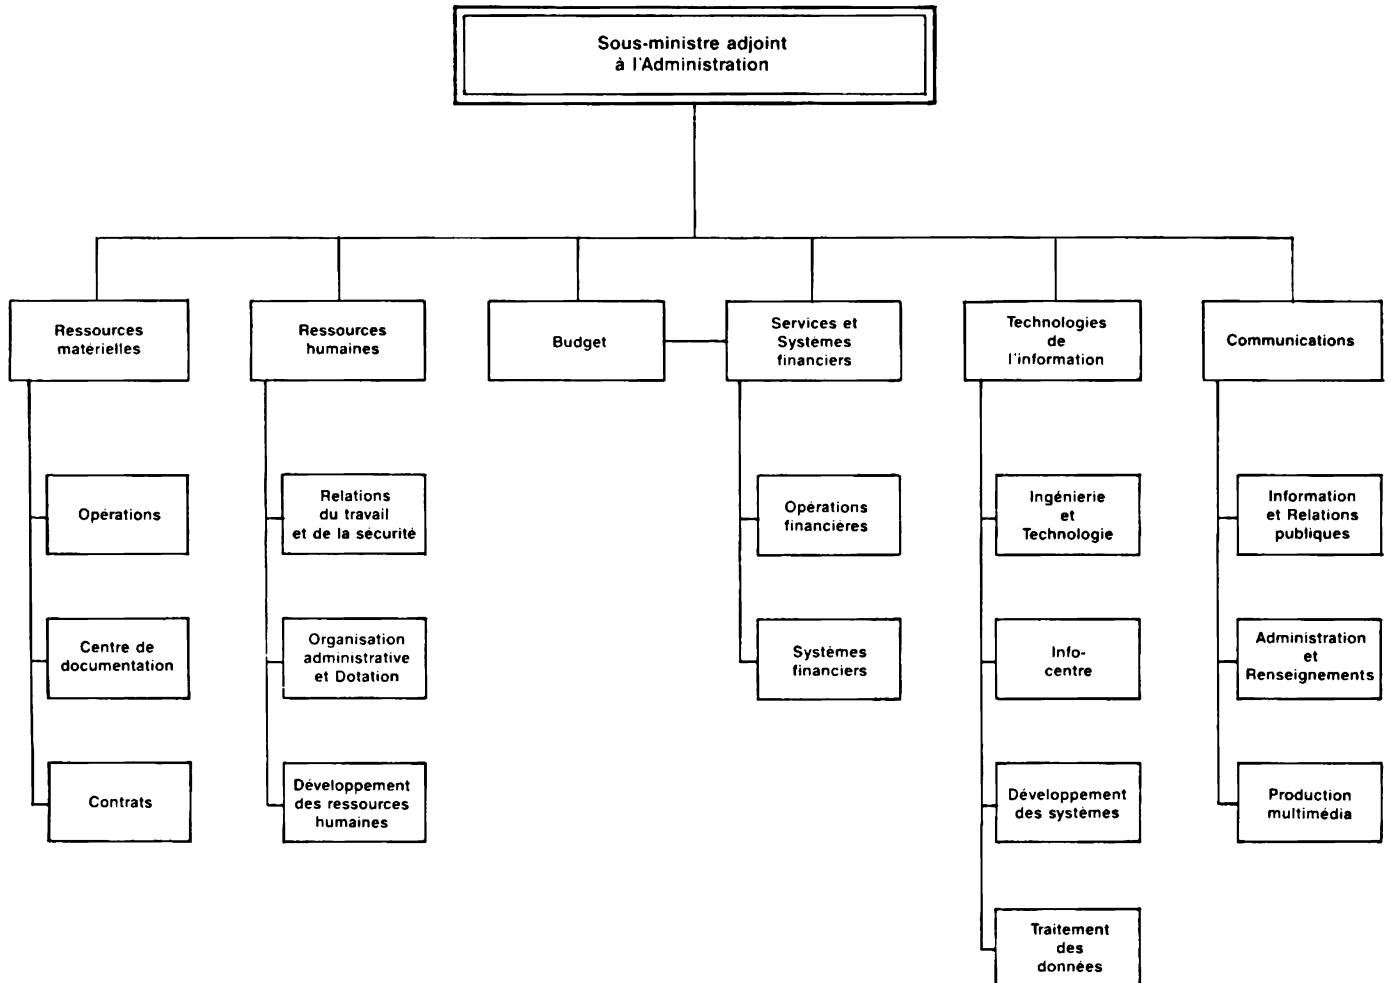 Sous-ministre adjoint
à l'Administration
Ressources
matérielles
Ressources
humaines
Budget
Services et
Systèmes
financiers
Technologies
de
l'information
Communications
Opérations
Relations
du travail
et de la sécurité
Opérations
financières
Ingénierie
et
Technologie
Information
et Relations
publiques
Centre de
documentation
Organisation
administrative
et Dotation
Systèmes
financiers
Info-
centre
Administration
et
Renseignements
Contrats
Développement
des ressources
humaines
Développement
des systèmes
Production
multimédia
Traitement
des
données